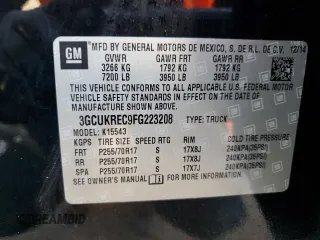 GM
MFD BY GENERAL MOTORS DE MEXICO, S. DE R.L. DE C.V. 12/14
GVWR GAWR FRT GAWR RR
3266 KG 1792 KG 1792 KG
7200 LB 3950 LB 3950 LB
THIS VEHICLE CONFORMS TO ALL APPLICABLE U.S. FEDERAL
MOTOR VEHICLE SAFETY
STANDARDS IN EFFECT ON THE DATE OF
MANUFACTURE SHOWN ABOVE.
3GCUKREC9FG223208 TYPE: TRUCK
MODEL: K15543
KGPS TIRE SIZE SPEED RTG RIM COLD TIRE PRESSURE
FRT P255/70R17 S 17X8J 240KPA(35PSI)
RR P255/70R17 S 17X8J 240KPA(35PSI)
SPA P255/70R17 S 17X7J 240KPA(35PSI)
SEE OWNER'S MANUAL FOR ADDITIONAL INFORMATION.